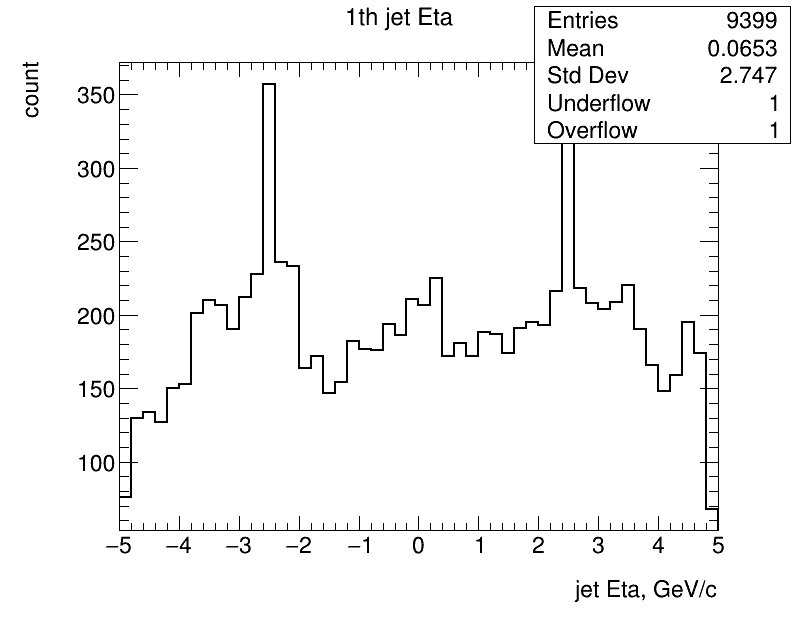 1th jet Eta
Entries 9399
Mean 0.0653
Std Dev 2.747
Underflow 1
Overflow 1
count
350
300
250
200
150
100
−5 −4 −3 −2 −1 0 1 2 3 4 5
jet Eta, GeV/c